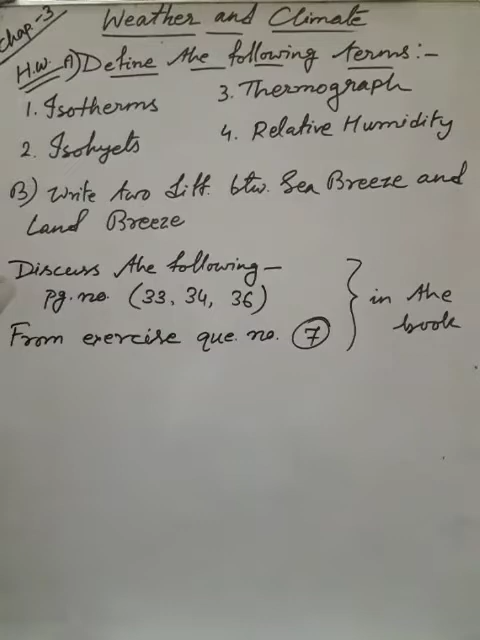 Chap-3
Weather and Climate
H.W. A) Define the following terms:-
1. Isotherms
2. Isohyets
3. Thermograph
4. Relative Humidity
B) Write two diff. btw. Sea Breeze and
Land Breeze
Discuss the following -
pg. no. (33, 34, 36)
From exercise que. no. 7
} in the
book